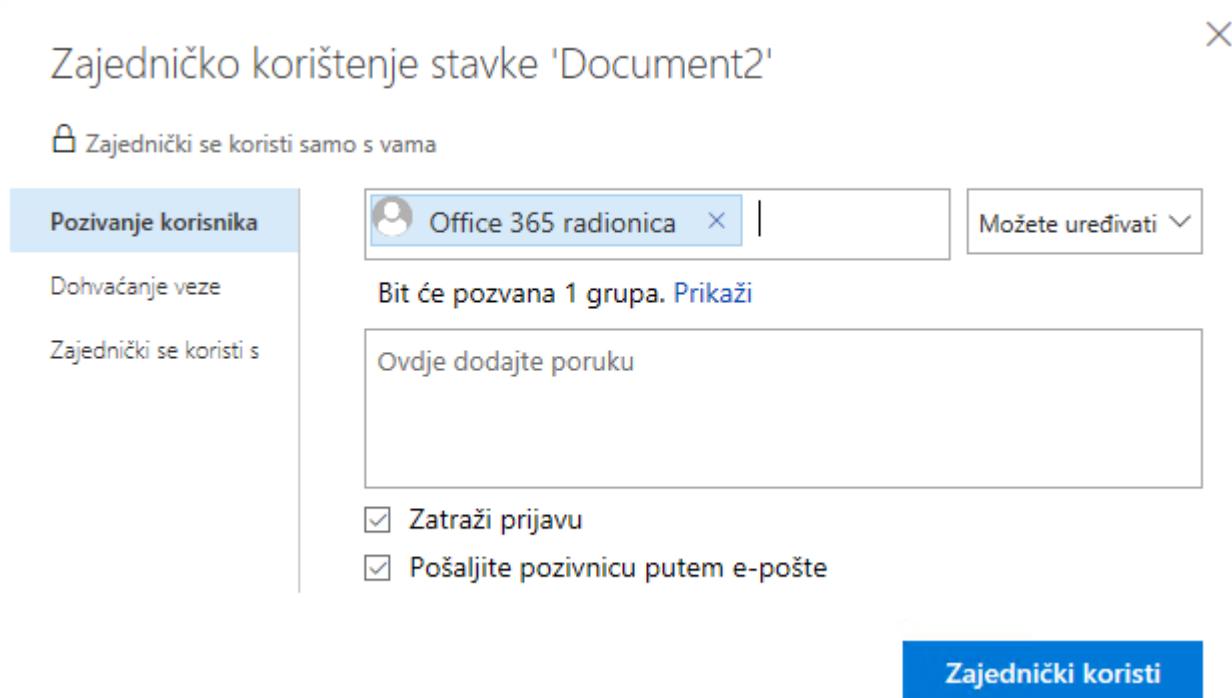 Zajedničko korištenje stavke 'Document2'
Zajednički se koristi samo s vama
Pozivanje korisnika
Dohvaćanje veze
Zajednički se koristi s
Office 365 radionica
Možete uređivati
Bit će pozvana 1 grupa. Prikaži
Ovdje dodajte poruku
Zatraži prijavu
Pošaljite pozivnicu putem e-pošte
Zajednički koristi